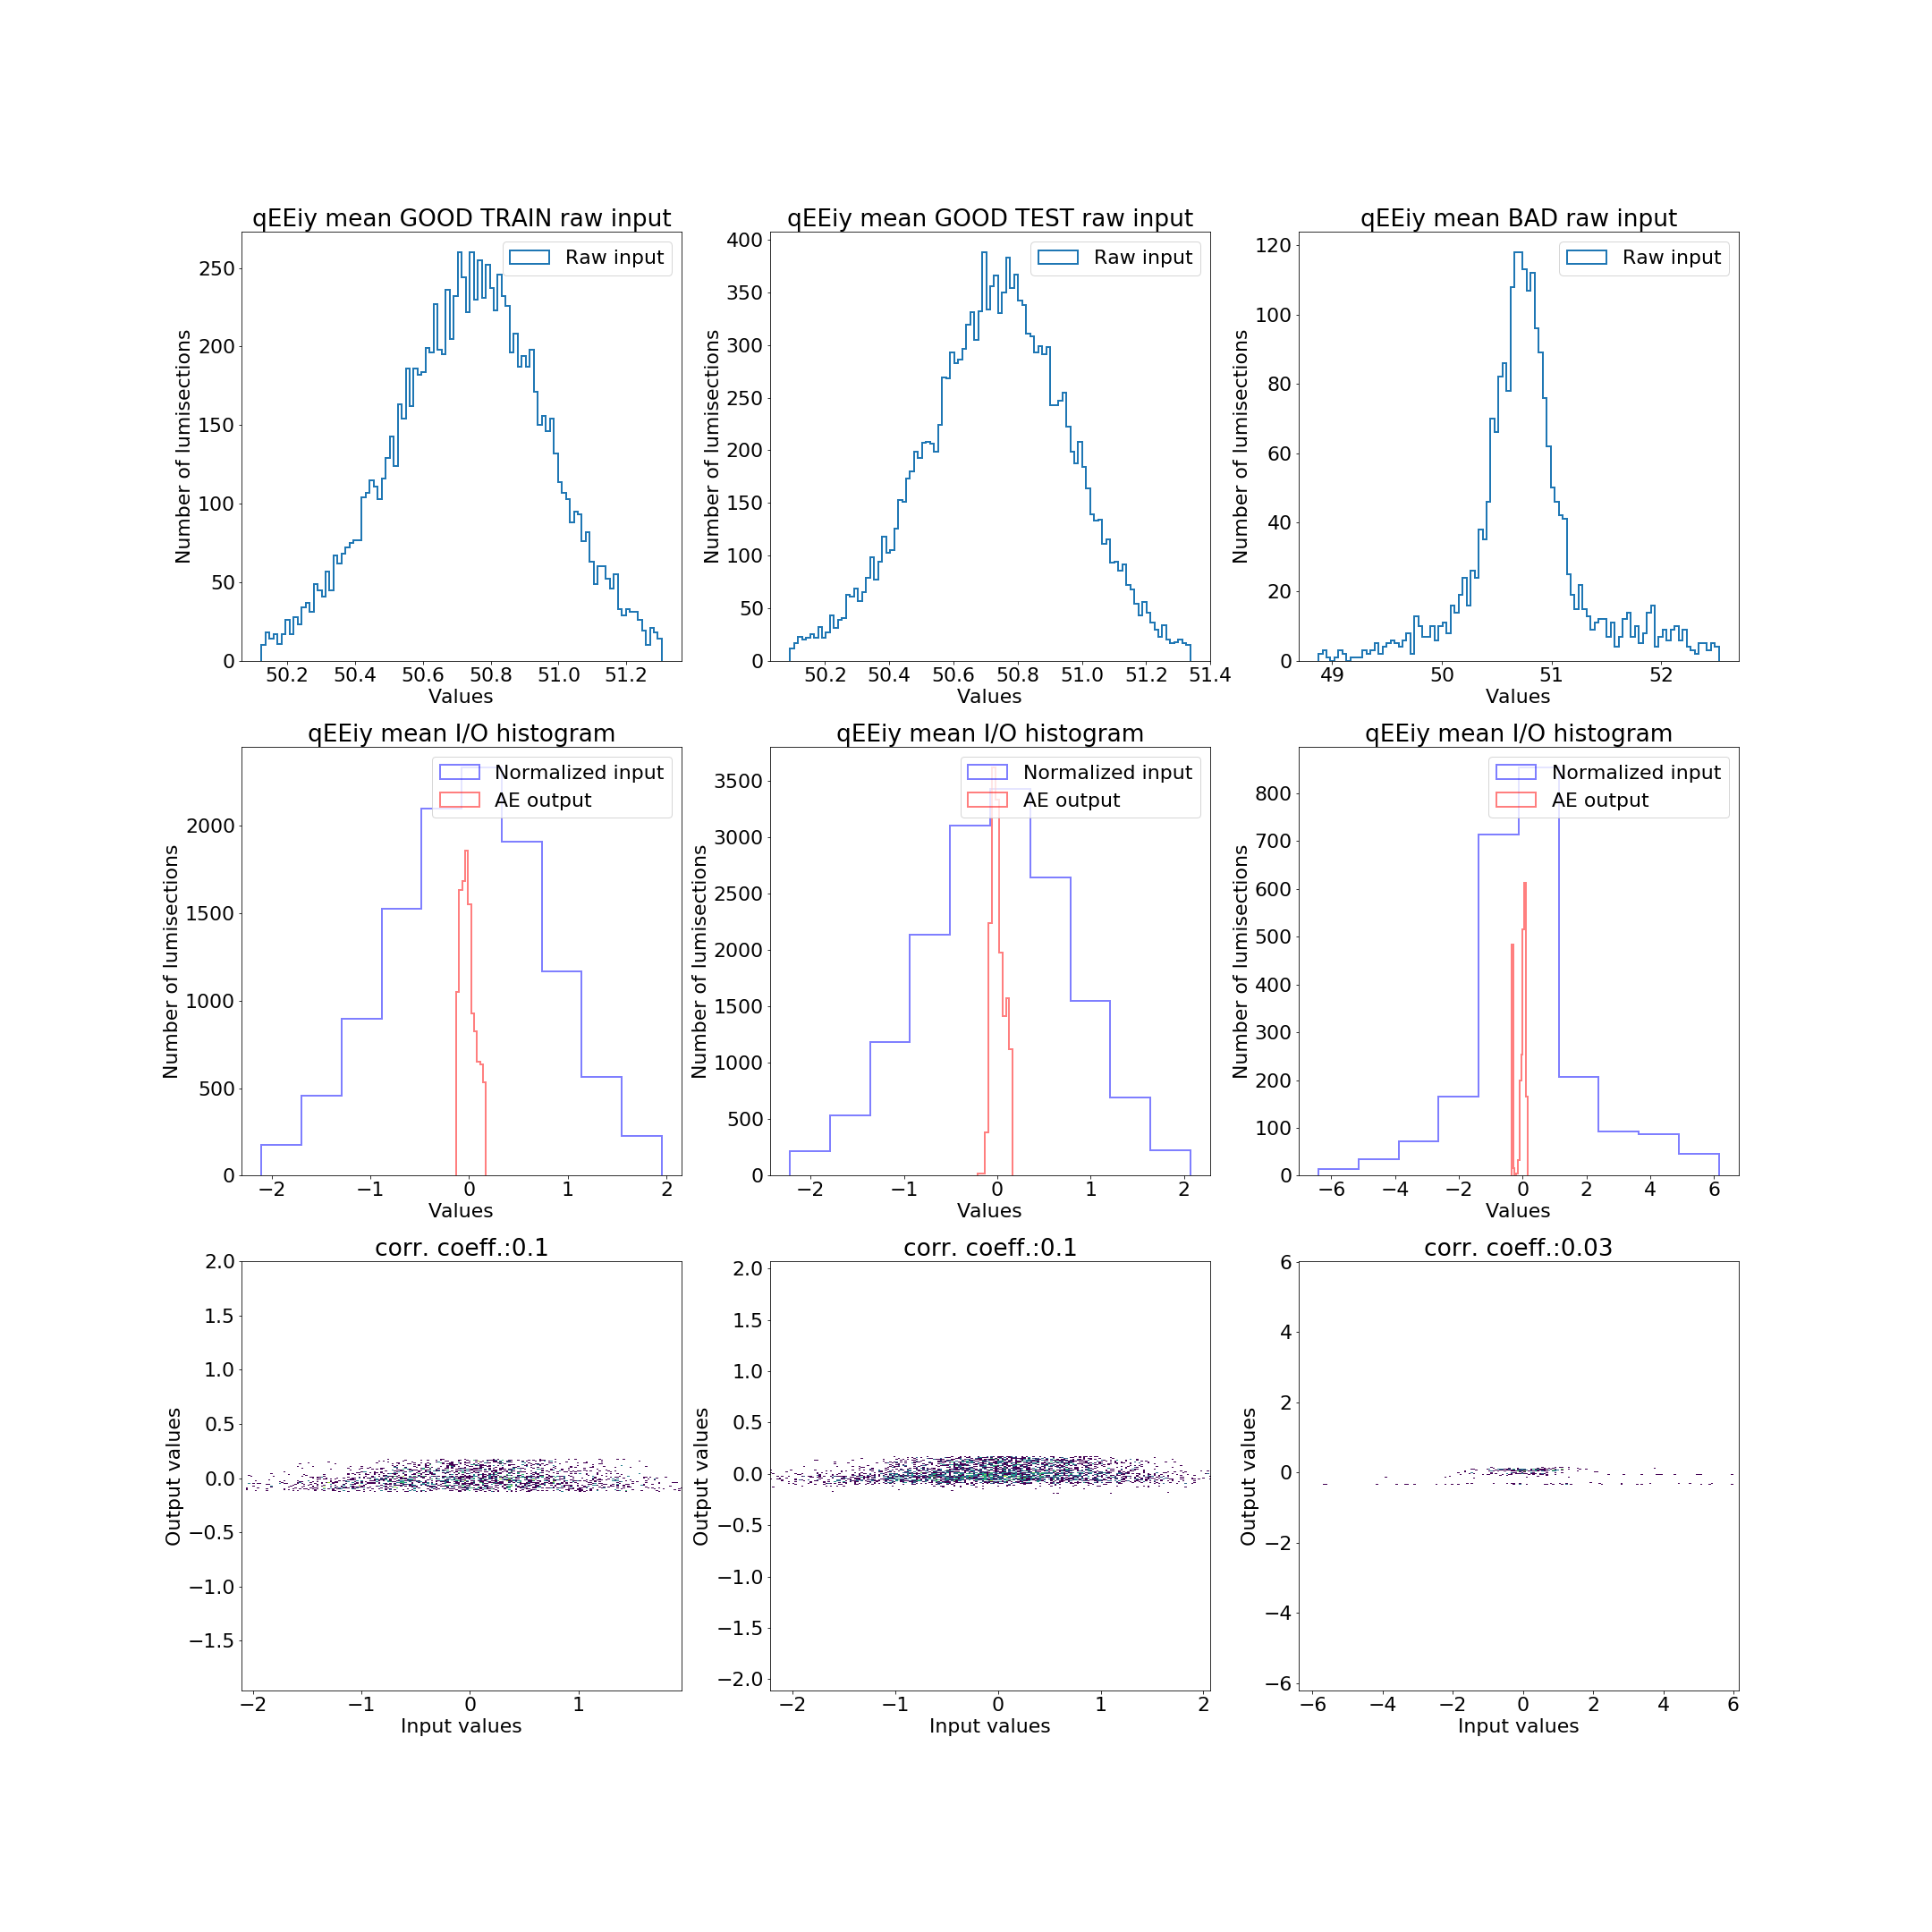 qEEiy mean GOOD TRAIN raw input
Raw input
Number of lumisections
250
200
150
100
50
0
50.2 50.4 50.6 50.8 51.0 51.2
Values
qEEiy mean GOOD TEST raw input
Raw input
Number of lumisections
400
350
300
250
200
150
100
50
0
50.2 50.4 50.6 50.8 51.0 51.2 51.4
Values
qEEiy mean BAD raw input
Raw input
Number of lumisections
120
100
80
60
40
20
0
49 50 51 52
Values
qEEiy mean I/O histogram
Normalized input
AE output
Number of lumisections
2000
1500
1000
500
0
−2 −1 0 1 2
Values
qEEiy mean I/O histogram
Normalized input
AE output
Number of lumisections
3500
3000
2500
2000
1500
1000
500
0
−2 −1 0 1 2
Values
qEEiy mean I/O histogram
Normalized input
AE output
Number of lumisections
800
700
600
500
400
300
200
100
0
−6 −4 −2 0 2 4 6
Values
corr. coeff.:0.1
Output values
2.0
1.5
1.0
0.5
0.0
−0.5
−1.0
−1.5
−2 −1 0 1
Input values
corr. coeff.:0.1
Output values
2.0
1.5
1.0
0.5
0.0
−0.5
−1.0
−1.5
−2.0
−2 −1 0 1 2
Input values
corr. coeff.:0.03
Output values
6
4
2
0
−2
−4
−6
−6 −4 −2 0 2 4 6
Input values